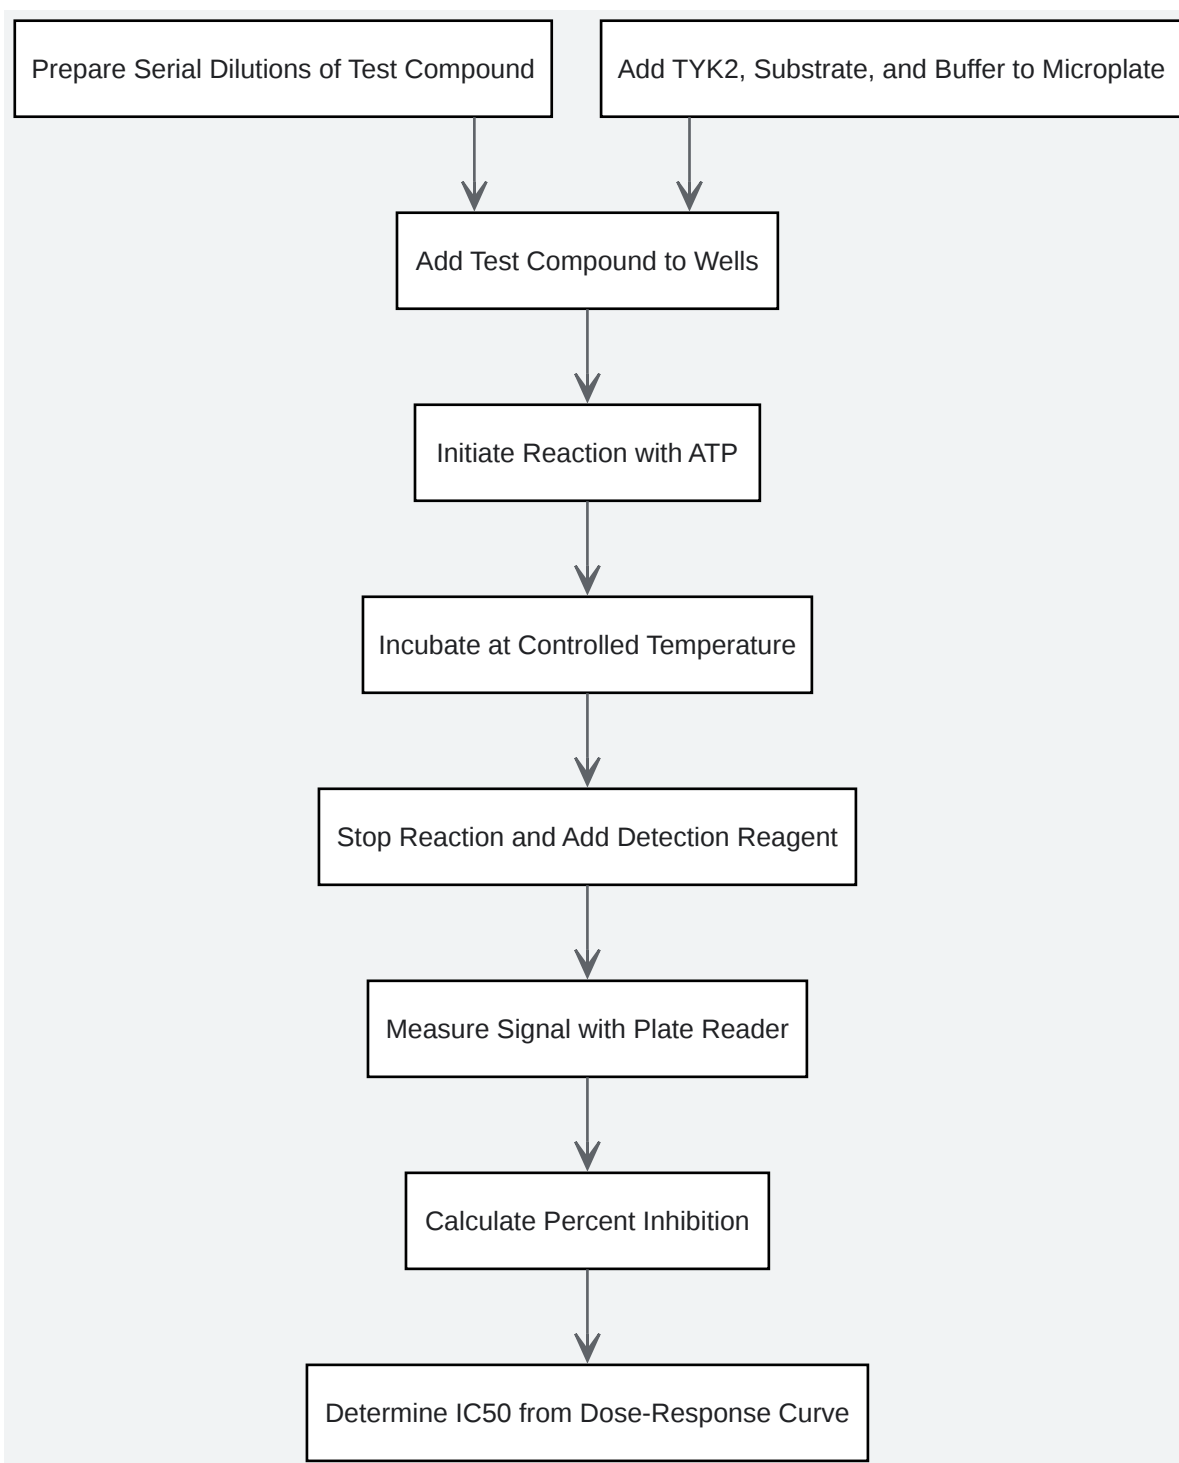 Prepare Serial Dilutions of Test Compound
Add TYK2, Substrate, and Buffer to Microplate
Add Test Compound to Wells
Initiate Reaction with ATP
Incubate at Controlled Temperature
Stop Reaction and Add Detection Reagent
Measure Signal with Plate Reader
Calculate Percent Inhibition
Determine IC50 from Dose-Response Curve